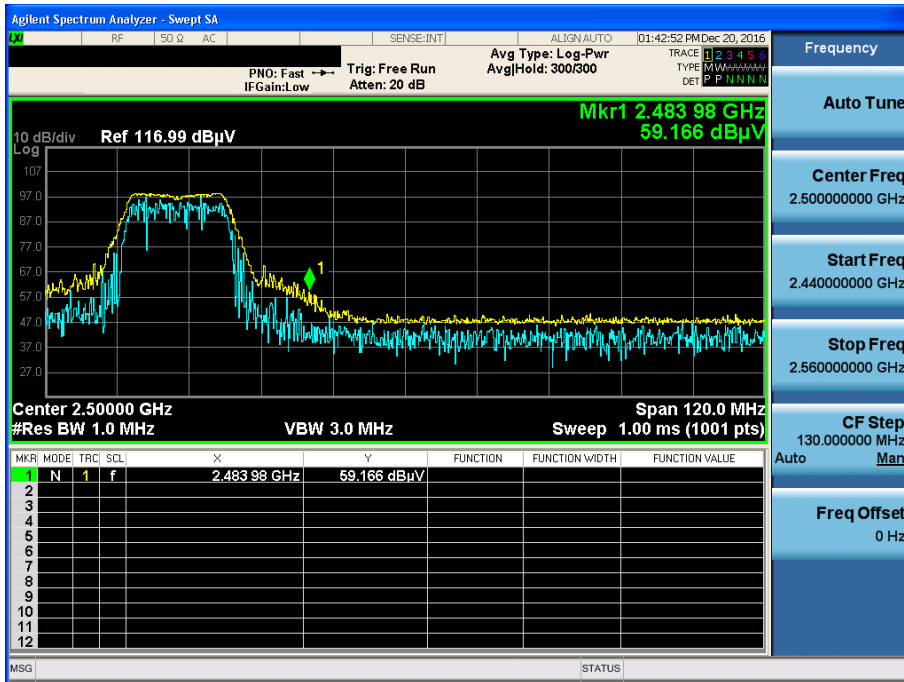 Agilent Spectrum Analyzer - Swept SA
LXI RF 50 Ω AC SENSE:INT ALIGN AUTO 01:42:52 PM Dec 20, 2016
Frequency
PNO: Fast
IFGain:Low
Trig: Free Run
Atten: 20 dB
Avg Type: Log-Pwr
Avg|Hold: 300/300
TRACE 1 2 3 4 5 6
TYPE MWWWWW
DET P P N N N N
Auto Tune
Mkr1 2.483 98 GHz
59.166 dBµV
10 dB/div Ref 116.99 dBµV
Log
107
97.0
87.0
77.0
67.0
57.0
47.0
37.0
27.0
1
Center Freq
2.500000000 GHz
Start Freq
2.440000000 GHz
Stop Freq
2.560000000 GHz
Center 2.50000 GHz Span 120.0 MHz
#Res BW 1.0 MHz VBW 3.0 MHz Sweep 1.00 ms (1001 pts)
CF Step
130.000000 MHz
Auto Man
MKR MODE TRC SCL X Y FUNCTION FUNCTION WIDTH FUNCTION VALUE
1 N 1 f 2.483 98 GHz 59.166 dBµV
2
3
4
5
6
7
8
9
10
11
12
Freq Offset
0 Hz
MSG STATUS